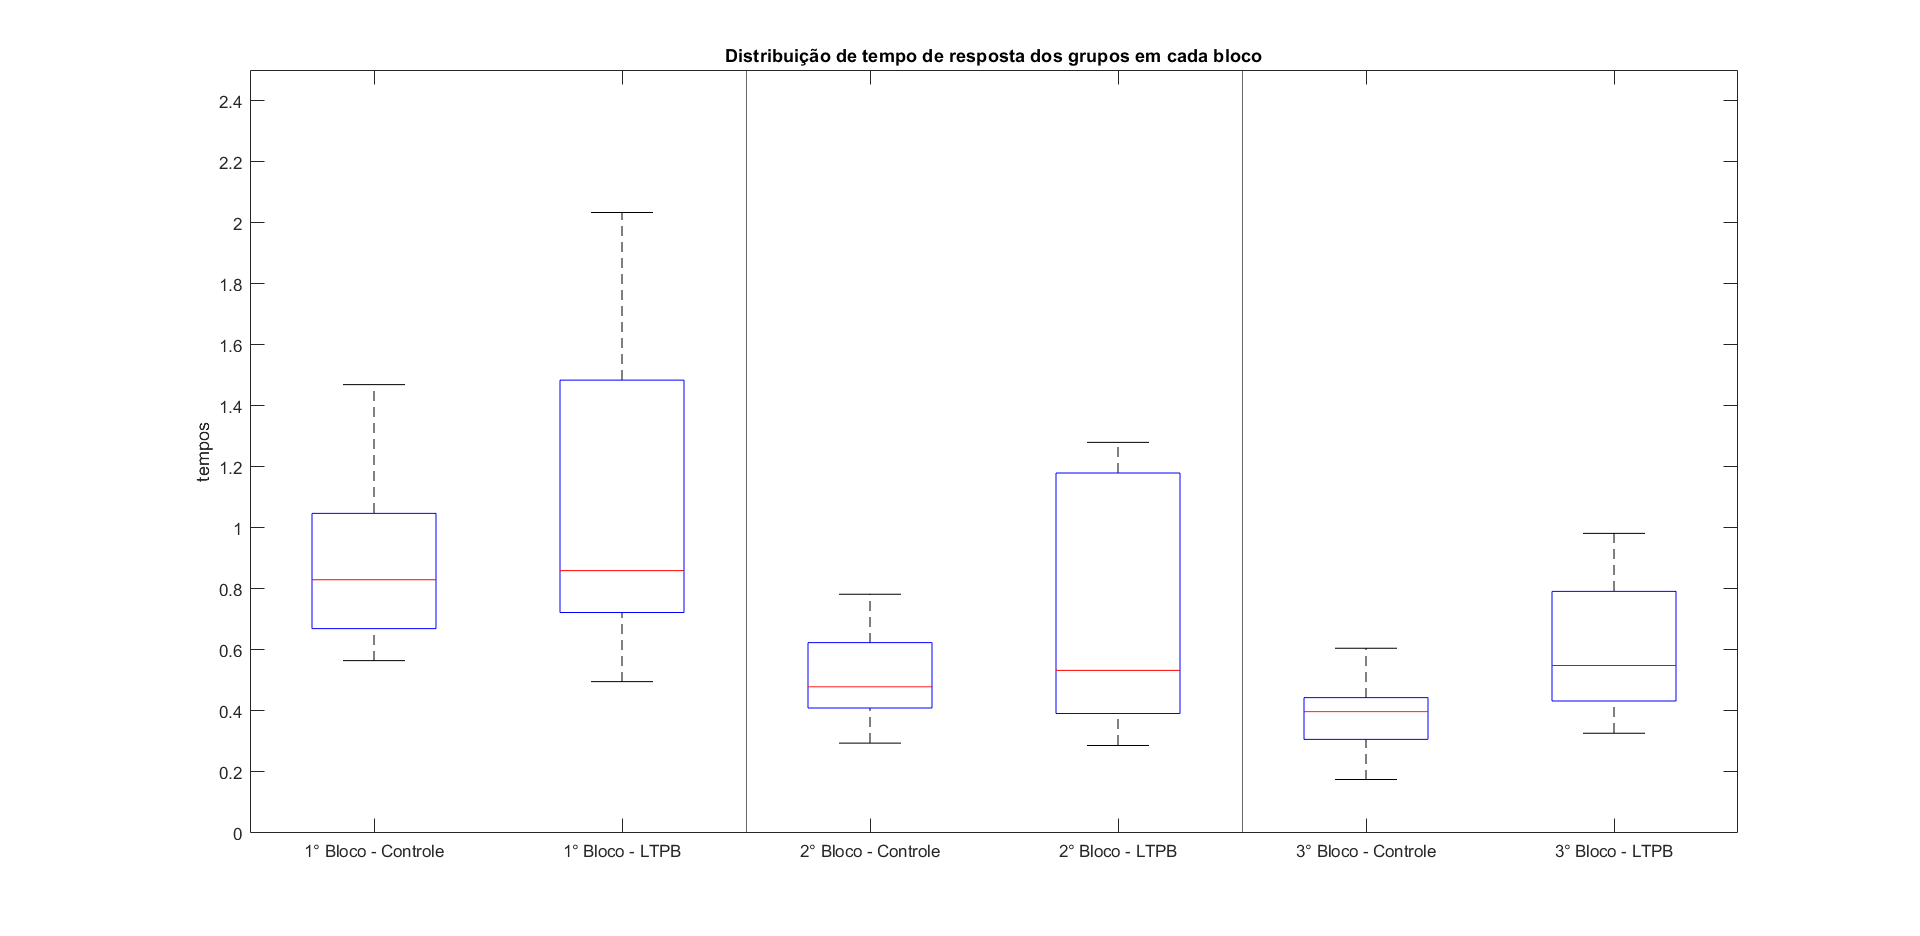 Distribuição de tempo de resposta dos grupos em cada bloco
tempos
2.4
2.2
2
1.8
1.6
1.4
1.2
1
0.8
0.6
0.4
0.2
0
1° Bloco - Controle
1° Bloco - LTPB
2° Bloco - Controle
2° Bloco - LTPB
3° Bloco - Controle
3° Bloco - LTPB